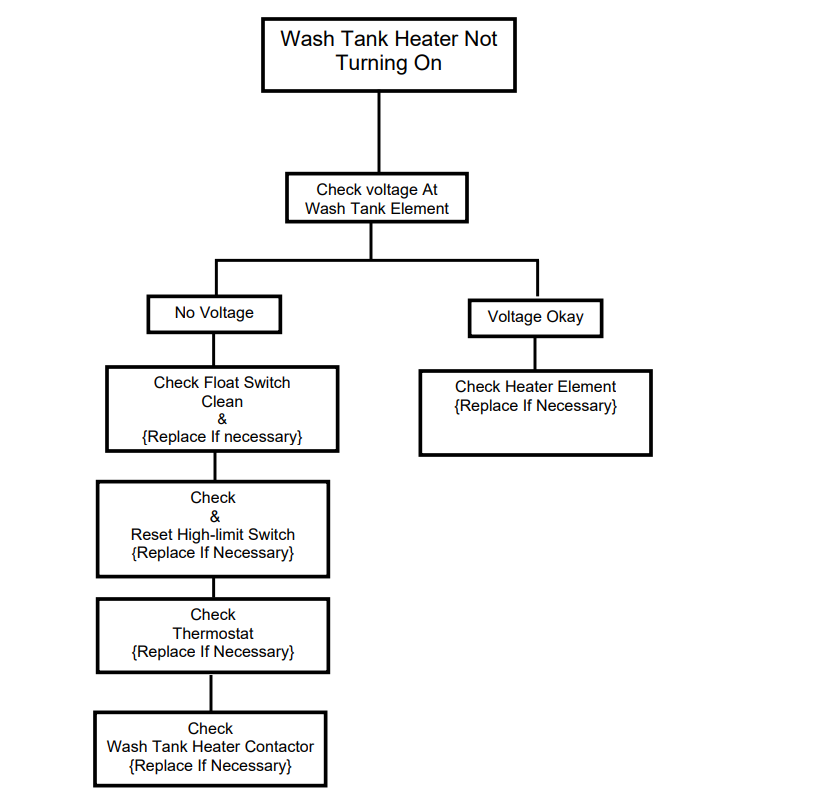 Wash Tank Heater Not
Turning On
Check voltage At
Wash Tank Element
No Voltage
Voltage Okay
Check Float Switch
Clean
&
{Replace If necessary}
Check Heater Element
{Replace If Necessary}
Check
&
Reset High-limit Switch
{Replace If Necessary}
Check
Thermostat
{Replace If Necessary}
Check
Wash Tank Heater Contactor
{Replace If Necessary}